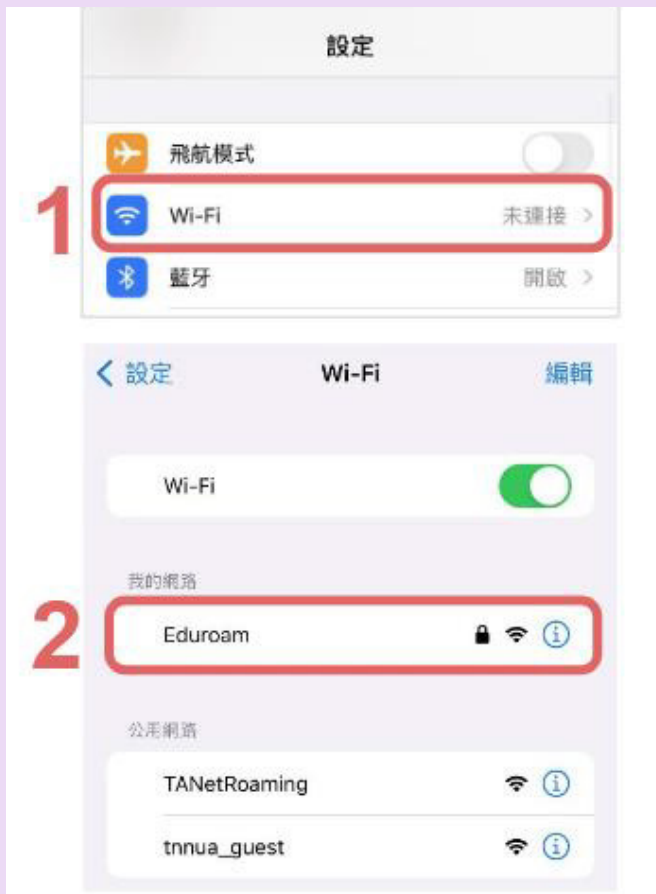 設定
飛航模式
1
Wi-Fi 未連接
藍牙 開啟
設定 Wi-Fi 編輯
Wi-Fi
我的網路
2
Eduroam
公用網路
TANetRoaming
tnnua_guest